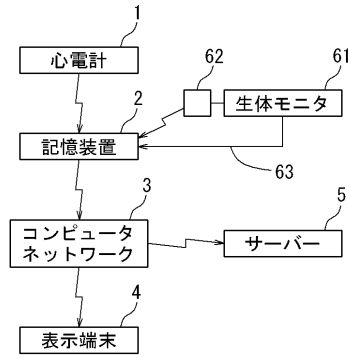 1
心電計
62
61
2
生体モニタ
記憶装置
63
3
5
コンピュータ
ネットワーク
サーバー
4
表示端末